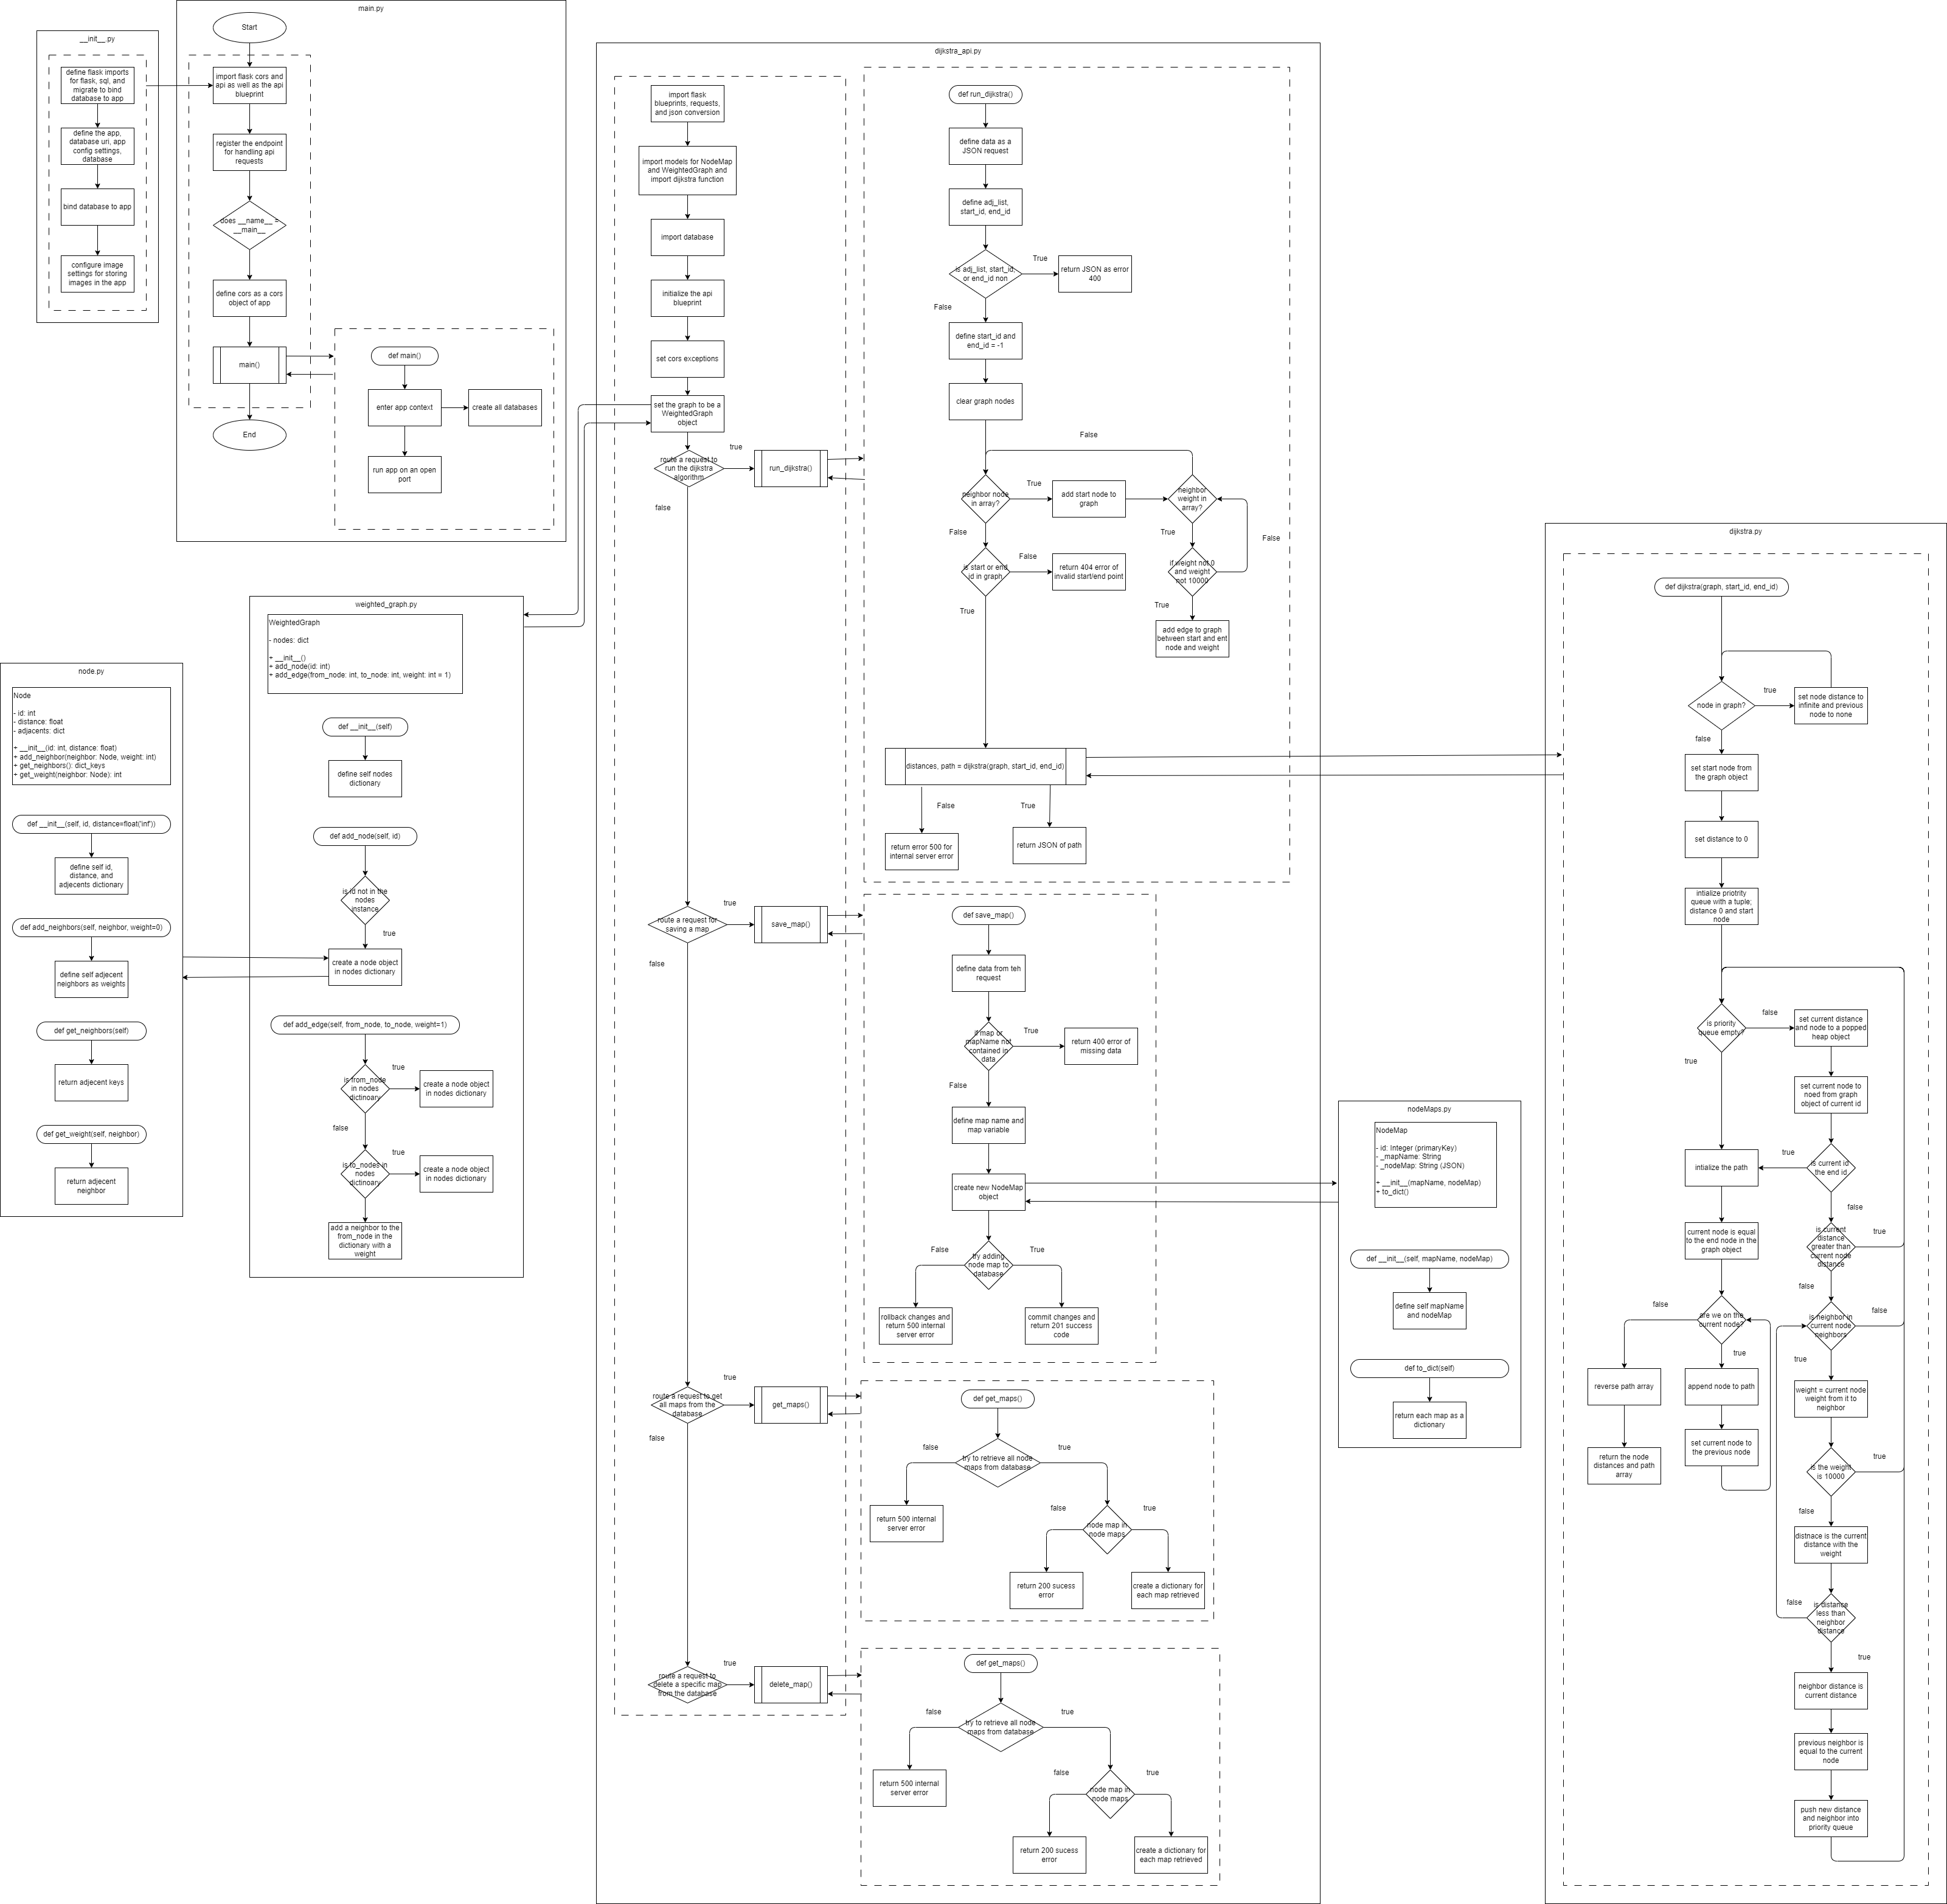 __init__.py
define flask imports
for flask, sql, and
migrate to bind
database to app
define the app,
database uri, app
config settings,
database
bind database to app
configure image
settings for storing
images in the app
main.py
Start
import flask cors and
api as well as the api
blueprint
register the endpoint
for handling api
requests
does __name__ =
__main__
define cors as a cors
object of app
main()
End
def main()
enter app context
create all databases
run app on an open
port
node.py
Node
- id: int
- distance: float
- adjacents: dict
+ __init__(id: int, distance: float)
+ add_neighbor(neighbor: Node, weight: int)
+ get_neighbors(): dict_keys
+ get_weight(neighbor: Node): int
def __init__(self, id, distance=float('inf'))
define self id,
distance, and
adjecents dictionary
def add_neighbors(self, neighbor, weight=0)
define self adjecent
neighbors as weights
def get_neighbors(self)
return adjecent keys
def get_weight(self, neighbor)
return adjecent
neighbor
weighted_graph.py
WeightedGraph
- nodes: dict
+ __init__()
+ add_node(id: int)
+ add_edge(from_node: int, to_node: int, weight: int = 1)
def __init__(self)
define self nodes
dictionary
def add_node(self, id)
is id not in the
nodes
instance
true
create a node object
in nodes dictionary
def add_edge(self, from_node, to_node, weight=1)
is from_node
in nodes
dictinoary
true
create a node object
in nodes dictionary
false
is to_nodes in
nodes
dictinoary
true
create a node object
in nodes dictionary
add a neighbor to the
from_node in the
dictionary with a
weight
dijkstra_api.py
import flask
blueprints, requests,
and json conversion
import models for NodeMap
and WeightedGraph and
import dijkstra function
import database
initialize the api
blueprint
set cors exceptions
set the graph to be a
WeightedGraph
object
route a request to
run the dijkstra
algorithm
true
run_dijkstra()
false
route a request for
saving a map
true
save_map()
false
route a request to get
all maps from the
database
true
get_maps()
false
route a request to
delete a specific map
from the database
true
delete_map()
def run_dijkstra()
define data as a
JSON request
define adj_list,
start_id, end_id
is adj_list, start_id,
or end_id non
True
return JSON as error
400
False
define start_id and
end_id = -1
clear graph nodes
False
neighbor node
in array?
True
add start node to
graph
neighbor
weight in
array?
False
True
False
is start or end
id in graph
False
return 404 error of
invalid start/end point
if weight not 0
and weight
not 10000
True
True
add edge to graph
between start and ent
node and weight
distances, path = dijkstra(graph, start_id, end_id)
False
True
return error 500 for
internal server error
return JSON of path
def save_map()
define data from teh
request
if map or
mapName not
contained in
data
True
return 400 error of
missing data
False
define map name and
map variable
create new NodeMap
object
False
True
try adding
node map to
database
rollback changes and
return 500 internal
server error
commit changes and
return 201 success
code
def get_maps()
false
true
try to retrieve all node
maps from database
return 500 internal
server error
false
true
node map in
node maps
return 200 sucess
error
create a dictionary for
each map retrieved
def get_maps()
false
true
try to retrieve all node
maps from database
return 500 internal
server error
false
true
node map in
node maps
return 200 sucess
error
create a dictionary for
each map retrieved
nodeMaps.py
NodeMap
- id: Integer (primaryKey)
- _mapName: String
- _nodeMap: String (JSON)
+ __init__(mapName, nodeMap)
+ to_dict()
def __init__(self, mapName, nodeMap)
define self mapName
and nodeMap
def to_dict(self)
return each map as a
dictionary
dijkstra.py
def dijkstra(graph, start_id, end_id)
node in graph?
true
set node distance to
infinite and previous
node to none
false
set start node from
the graph object
set distance to 0
intialize priotrity
queue with a tuple;
distance 0 and start
node
is priority
queue empty?
false
set current distance
and node to a popped
heap object
true
set current node to
noed from graph
object of current id
intialize the path
true
is current id
the end id
false
current node is equal
to the end node in the
graph object
is current
distance
greater than
current node
distance
true
false
false
are we on the
current node?
is neighbor in
current node
neighbors
false
true
true
reverse path array
append node to path
weight = current node
weight from it to
neighbor
return the node
distances and path
array
set current node to
the previous node
is the weight
is 10000
true
false
distnace is the current
distance with the
weight
false
is distance
less than
neighbor
distance
true
neighbor distance is
current distance
previous neighbor is
equal to the current
node
push new distance
and neighbor into
priority queue